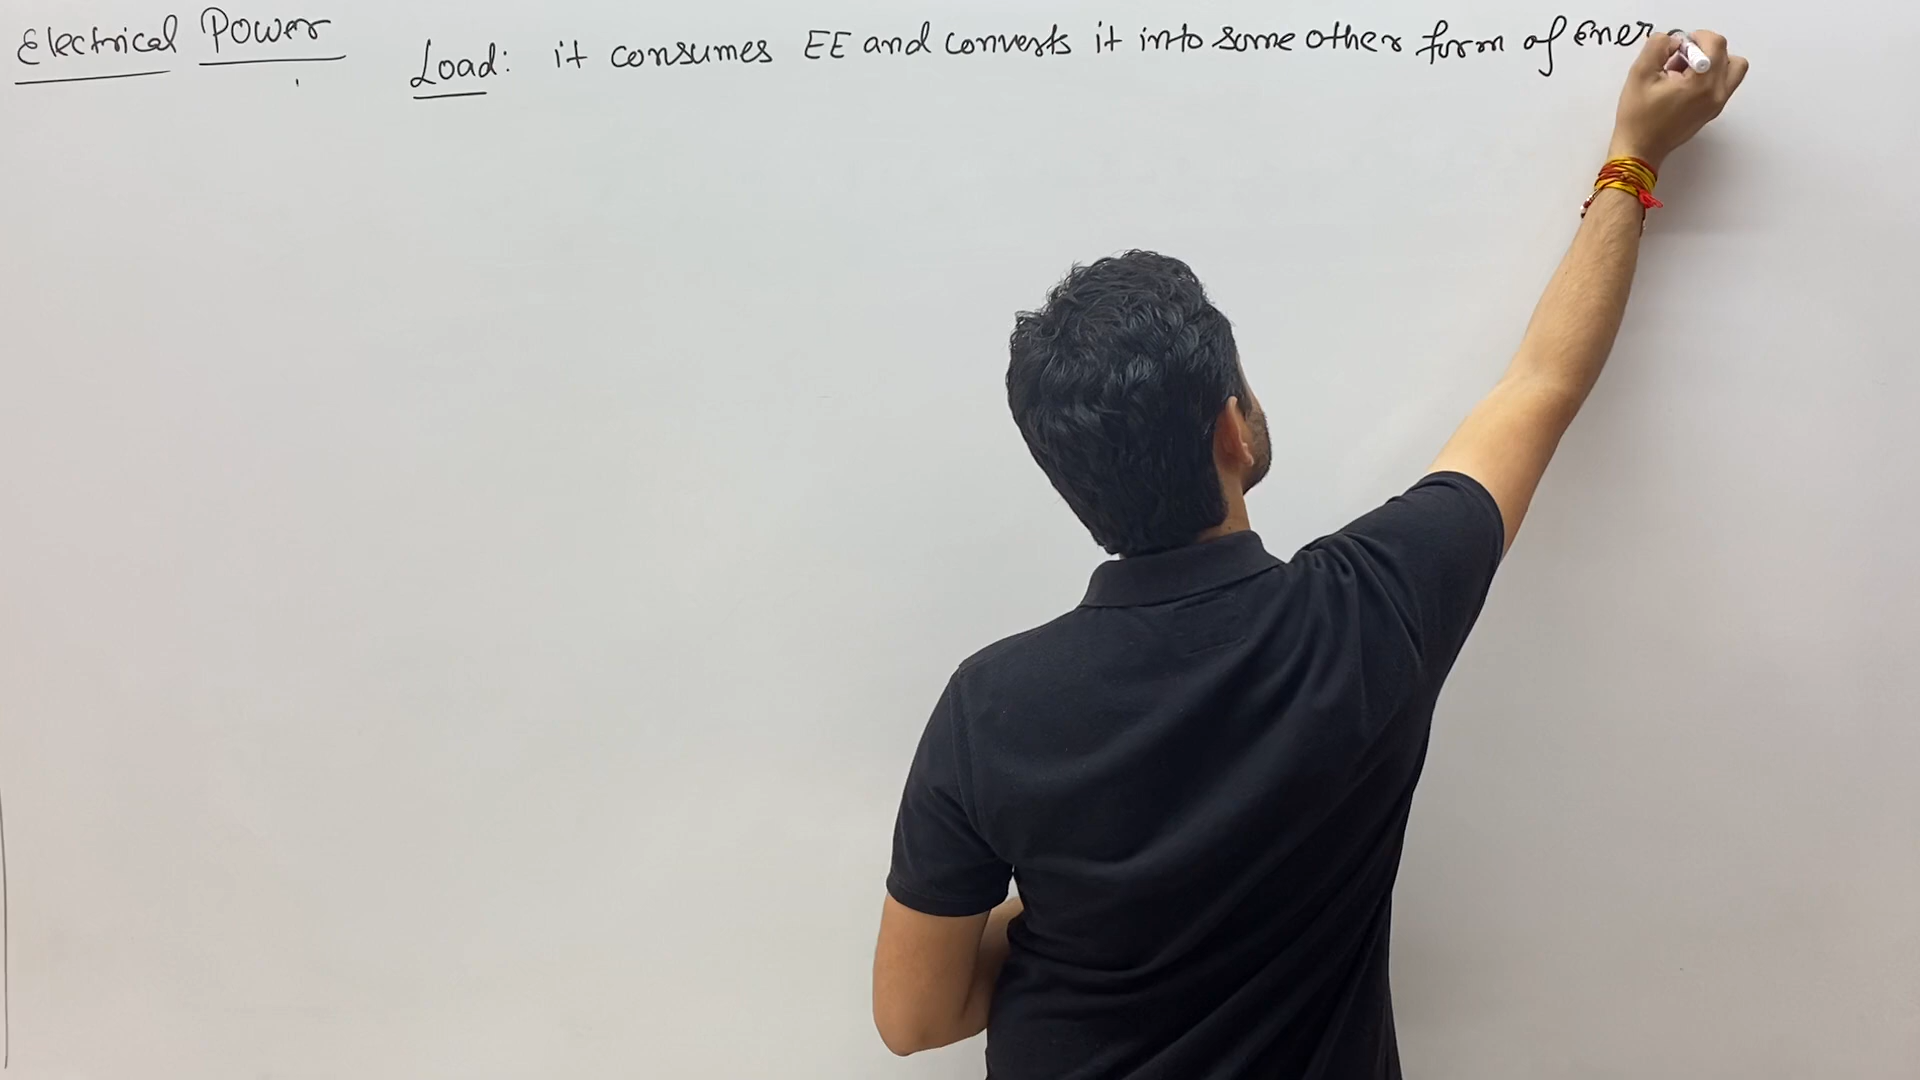 Electrical Power
Load: it consumes EE and converts it into some other form of Ener